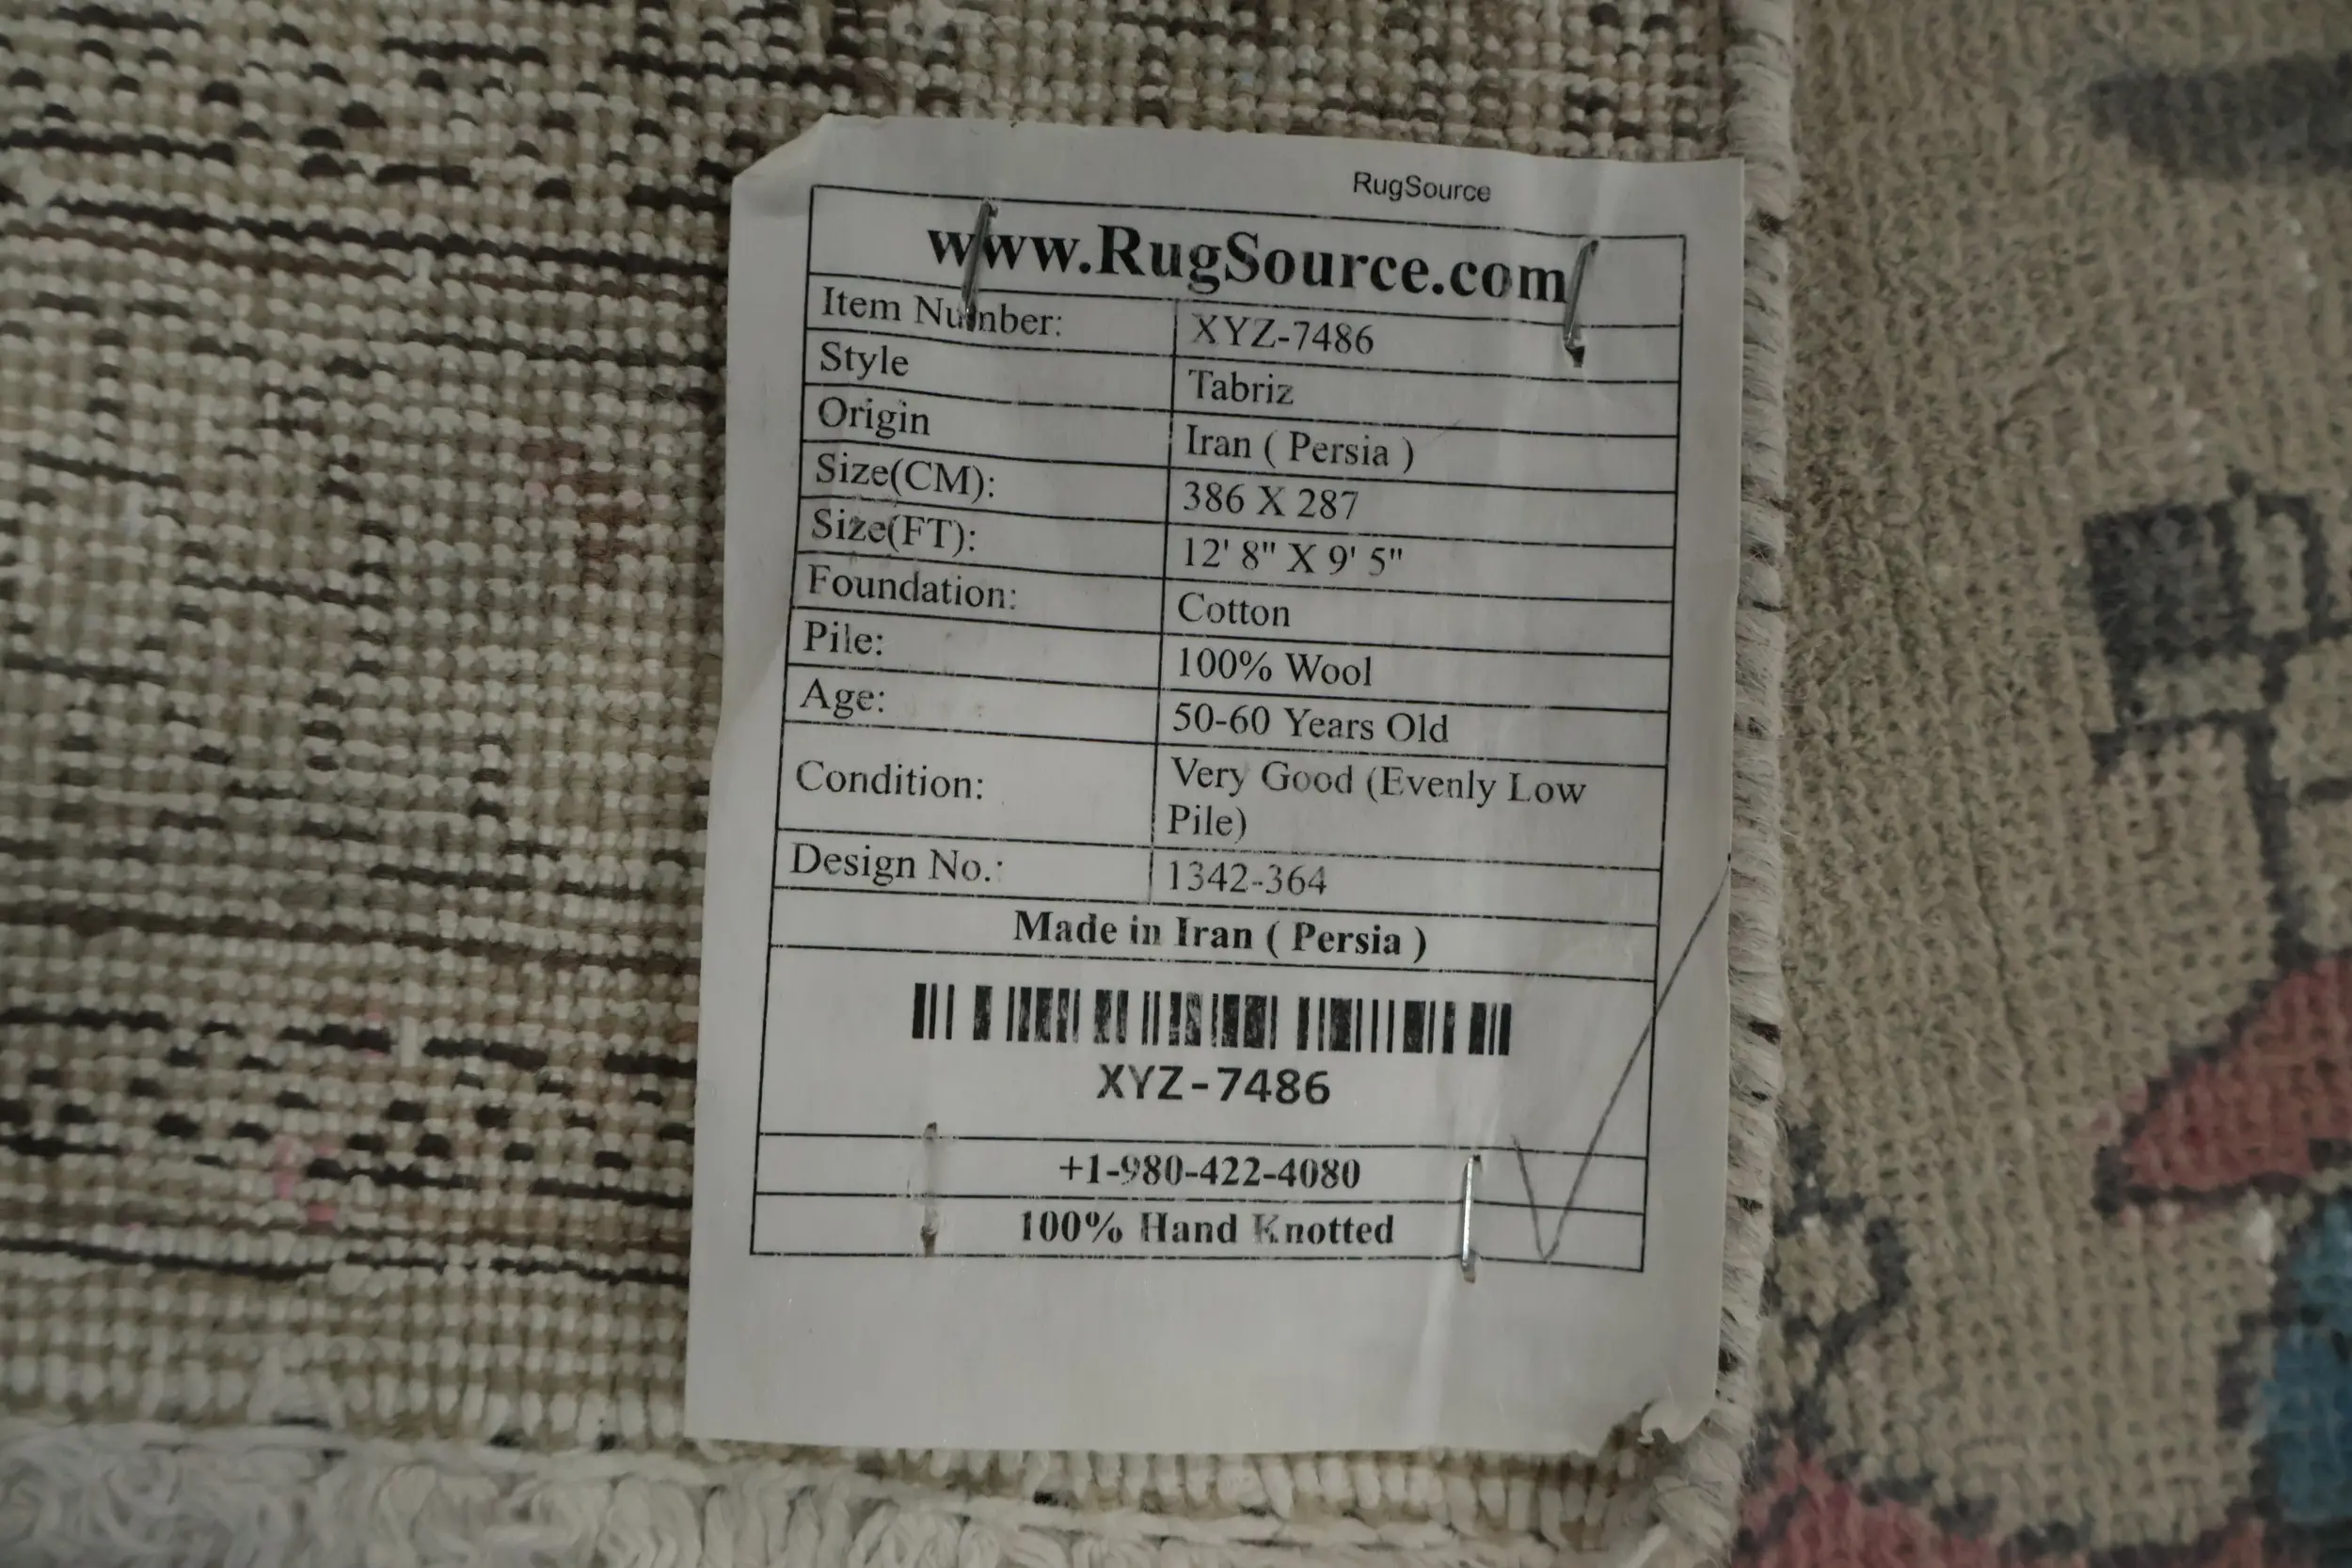 RugSource
www.RugSource.com
Item Number: XYZ-7486
Style Tabriz
Origin Iran ( Persia )
Size(CM): 386 X 287
Size(FT): 12' 8" X 9' 5"
Foundation: Cotton
Pile: 100% Wool
Age: 50-60 Years Old
Condition: Very Good (Evenly Low
Pile)
Design No.: 1342-364
Made in Iran ( Persia )
XYZ-7486
+1-980-422-4080
100% Hand Knotted